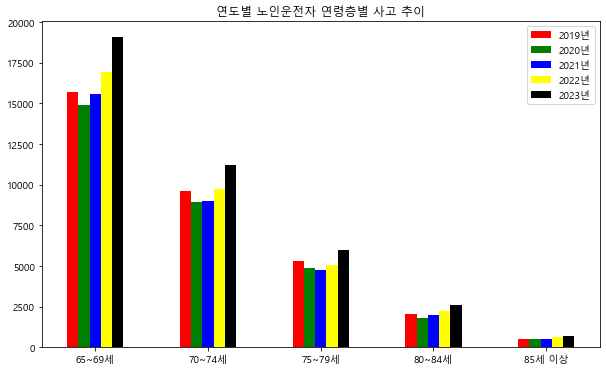 연도별 노인운전자 연령층별 사고 추이
2019년
2020년
2021년
2022년
2023년
20000
17500
15000
12500
10000
7500
5000
2500
0
65~69세
70~74세
75~79세
80~84세
85세 이상